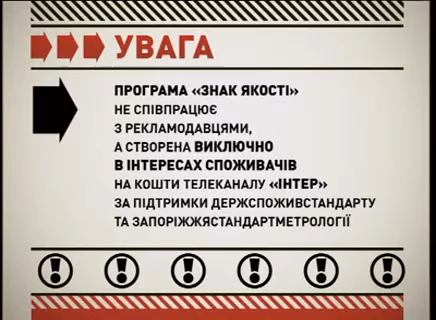 УВАГА
ПРОГРАМА «ЗНАК ЯКОСТІ»
НЕ СПІВПРАЦЮЄ
З РЕКЛАМОДАВЦЯМИ,
А СТВОРЕНА ВИКЛЮЧНО
В ІНТЕРЕСАХ СПОЖИВАЧІВ
НА КОШТИ ТЕЛЕКАНАЛУ «ІНТЕР»
ЗА ПІДТРИМКИ ДЕРЖСПОЖИВСТАНДАРТУ
ТА ЗАПОРІЖЖЯСТАНДАРТМЕТРОЛОГІЇ